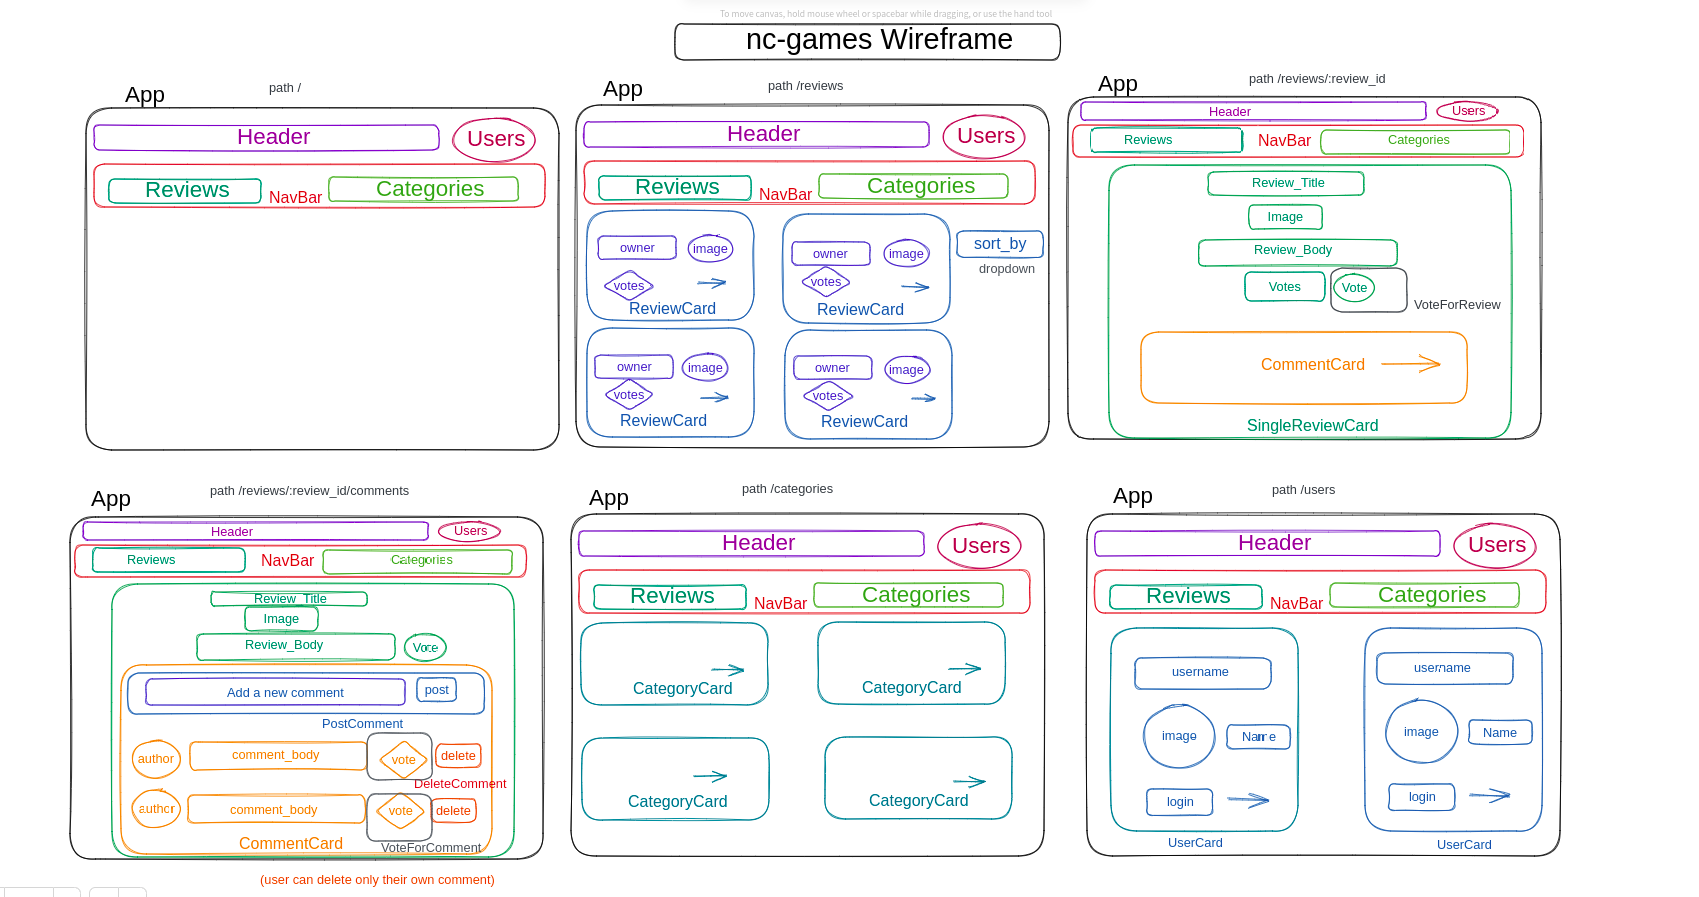 To move canvas, hold mouse wheel or spacebar while dragging, or use the hand tool
nc-games Wireframe
App
path /
Header
Users
Reviews
NavBar
Categories
App
path /reviews
Header
Users
Reviews
NavBar
Categories
owner
image
votes
ReviewCard
owner
image
votes
ReviewCard
sort_by
dropdown
owner
image
votes
ReviewCard
owner
image
votes
ReviewCard
App
path /reviews/:review_id
Header
Users
Reviews
NavBar
Categories
Review_Title
Image
Review_Body
Votes
Vote
VoteForReview
CommentCard
SingleReviewCard
App
path /reviews/:review_id/comments
Header
Users
Reviews
NavBar
Categories
Review_Title
Image
Review_Body
Vote
Add a new comment
post
PostComment
author
comment_body
vote
delete
DeleteComment
author
comment_body
vote
delete
CommentCard
VoteForComment
(user can delete only their own comment)
App
path /categories
Header
Users
Reviews
NavBar
Categories
CategoryCard
CategoryCard
CategoryCard
CategoryCard
App
path /users
Header
Users
Reviews
NavBar
Categories
username
image
Name
login
UserCard
username
image
Name
login
UserCard